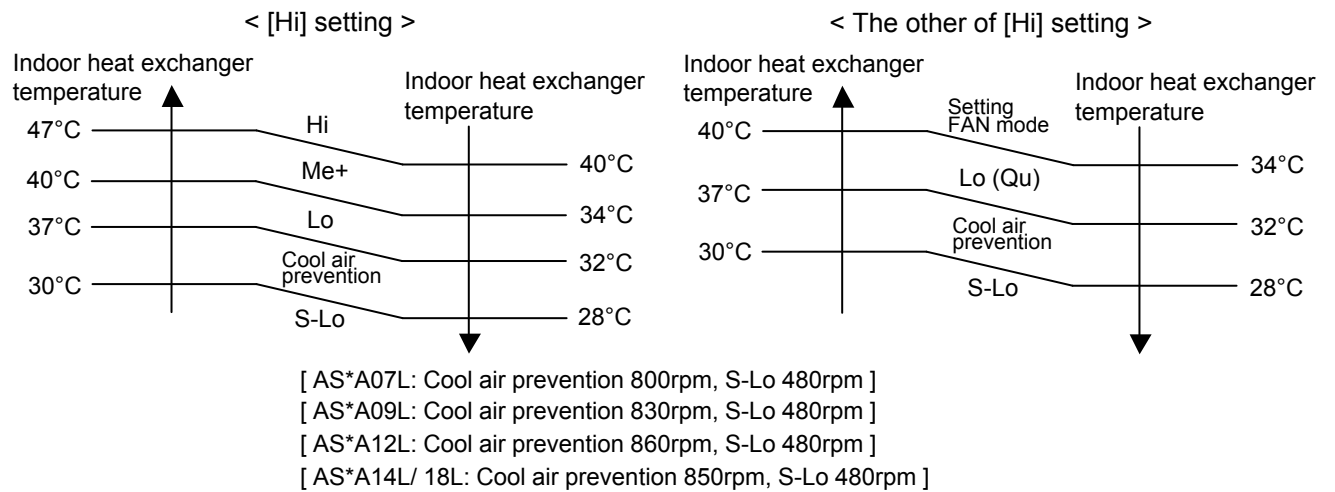 < [Hi] setting >
Indoor heat exchanger
temperature
Indoor heat exchanger
temperature
47°C
Hi
40°C
Me+
40°C
34°C
37°C
Lo
32°C
Cool air
prevention
30°C
S-Lo
28°C
< The other of [Hi] setting >
Indoor heat exchanger
temperature
Indoor heat exchanger
temperature
Setting
FAN mode
40°C
34°C
Lo (Qu)
37°C
32°C
Cool air
prevention
30°C
S-Lo
28°C
[ AS*A07L: Cool air prevention 800rpm, S-Lo 480rpm ]
[ AS*A09L: Cool air prevention 830rpm, S-Lo 480rpm ]
[ AS*A12L: Cool air prevention 860rpm, S-Lo 480rpm ]
[ AS*A14L/ 18L: Cool air prevention 850rpm, S-Lo 480rpm ]